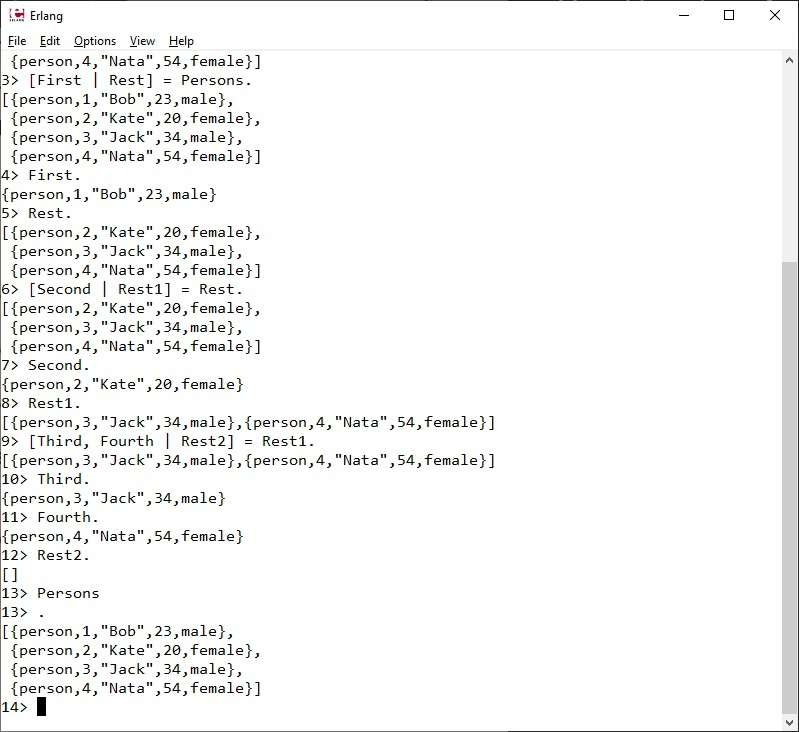 Erlang
File Edit Options View Help
 {person,4,"Nata",54,female}]
3> [First | Rest] = Persons.
[{person,1,"Bob",23,male},
 {person,2,"Kate",20,female},
 {person,3,"Jack",34,male},
 {person,4,"Nata",54,female}]
4> First.
{person,1,"Bob",23,male}
5> Rest.
[{person,2,"Kate",20,female},
 {person,3,"Jack",34,male},
 {person,4,"Nata",54,female}]
6> [Second | Rest1] = Rest.
[{person,2,"Kate",20,female},
 {person,3,"Jack",34,male},
 {person,4,"Nata",54,female}]
7> Second.
{person,2,"Kate",20,female}
8> Rest1.
[{person,3,"Jack",34,male},{person,4,"Nata",54,female}]
9> [Third, Fourth | Rest2] = Rest1.
[{person,3,"Jack",34,male},{person,4,"Nata",54,female}]
10> Third.
{person,3,"Jack",34,male}
11> Fourth.
{person,4,"Nata",54,female}
12> Rest2.
[]
13> Persons
13> .
[{person,1,"Bob",23,male},
 {person,2,"Kate",20,female},
 {person,3,"Jack",34,male},
 {person,4,"Nata",54,female}]
14>